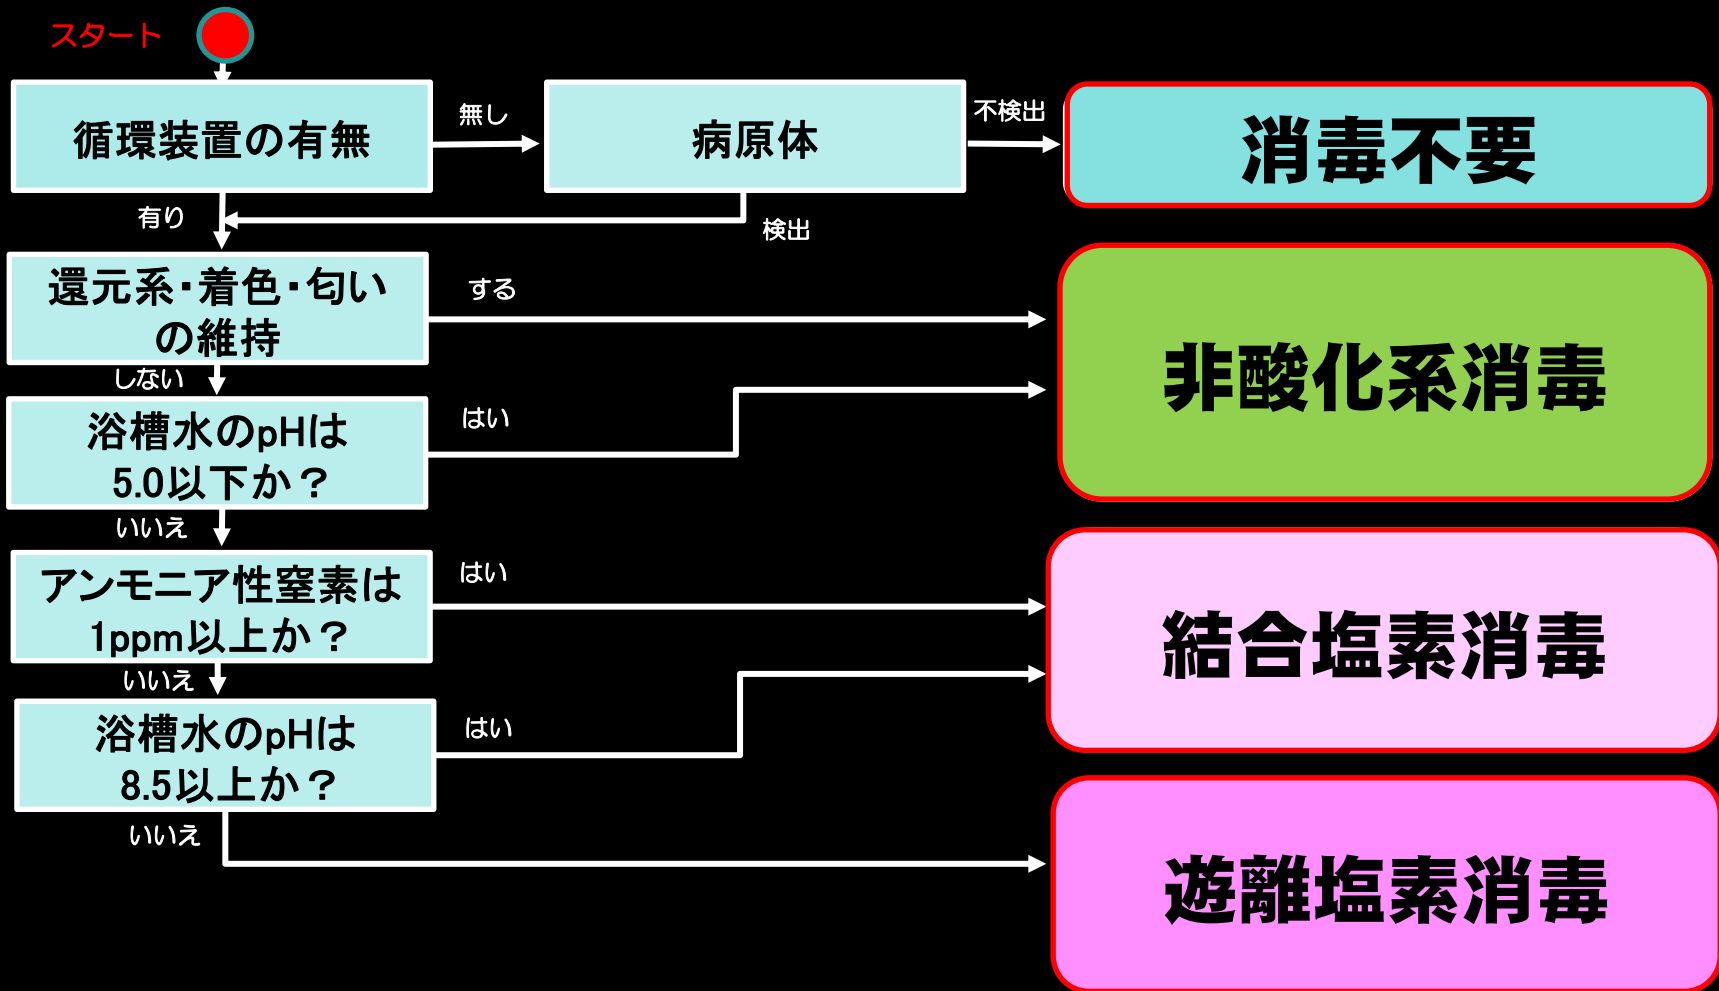 スタート
循環装置の有無
無し
病原体
不検出
消毒不要
有り
検出
還元系・着色・匂い
の維持
する
非酸化系消毒
しない
浴槽水のpHは
5.0以下か？
はい
いいえ
アンモニア性窒素は
1ppm以上か？
はい
結合塩素消毒
いいえ
浴槽水のpHは
8.5以上か？
はい
いいえ
遊離塩素消毒